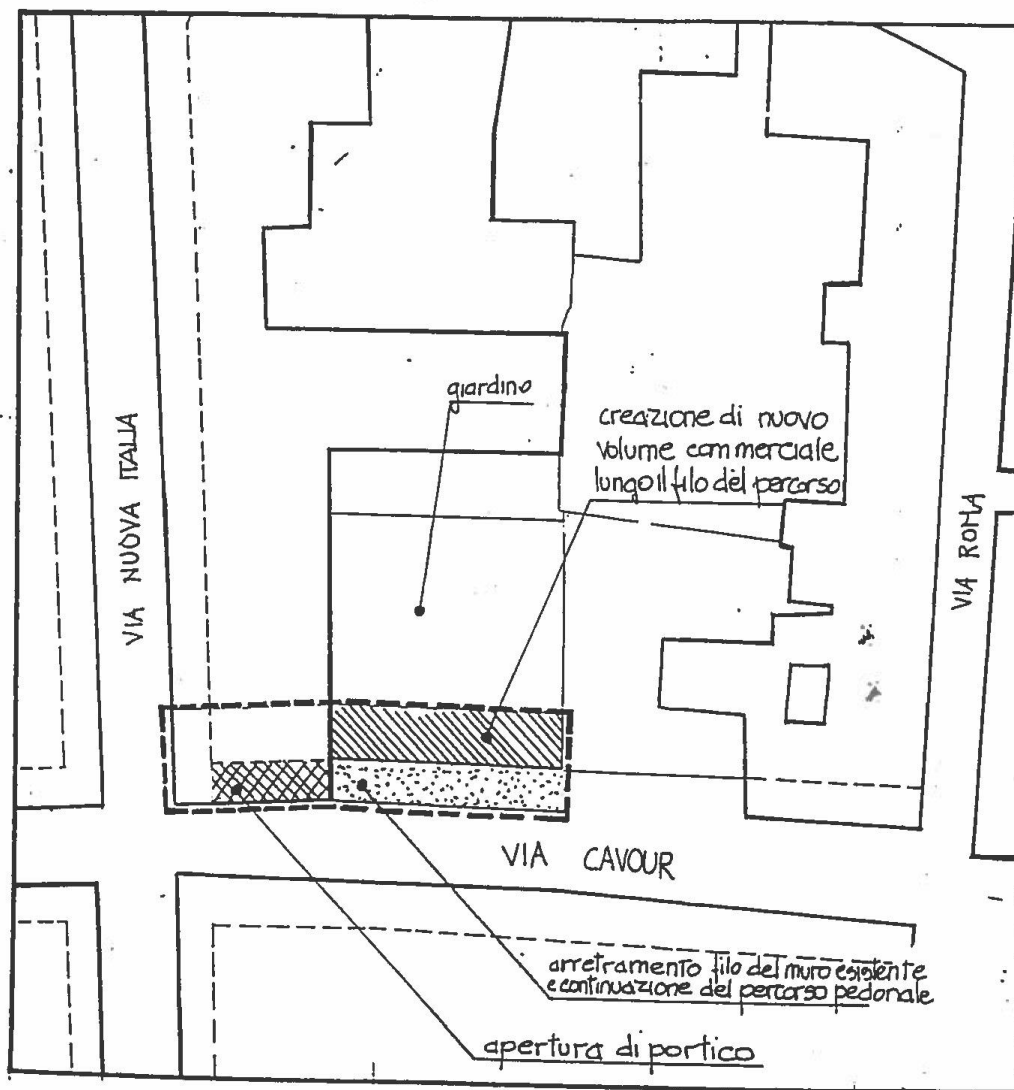 giardino
creazione di nuovo
volume commerciale
lungo il filo del percorso
VIA NUOVA ITALIA
VIA ROMA
VIA CAVOUR
arretramento filo del muro esistente
e continuazione del percorso pedonale
apertura di portico